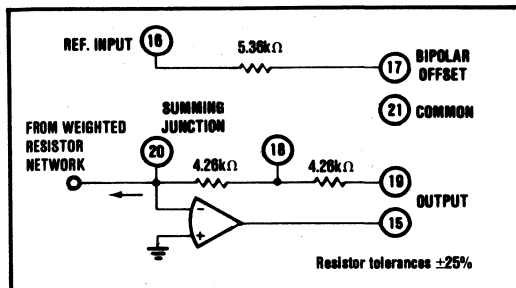 REF. INPUT
16
5.36kΩ
17
BIPOLAR
OFFSET
21
COMMON
SUMMING
JUNCTION
FROM WEIGHTED
RESISTOR
NETWORK
20
4.26kΩ
18
4.26kΩ
19
OUTPUT
15
−
+
Resistor tolerances ±25%